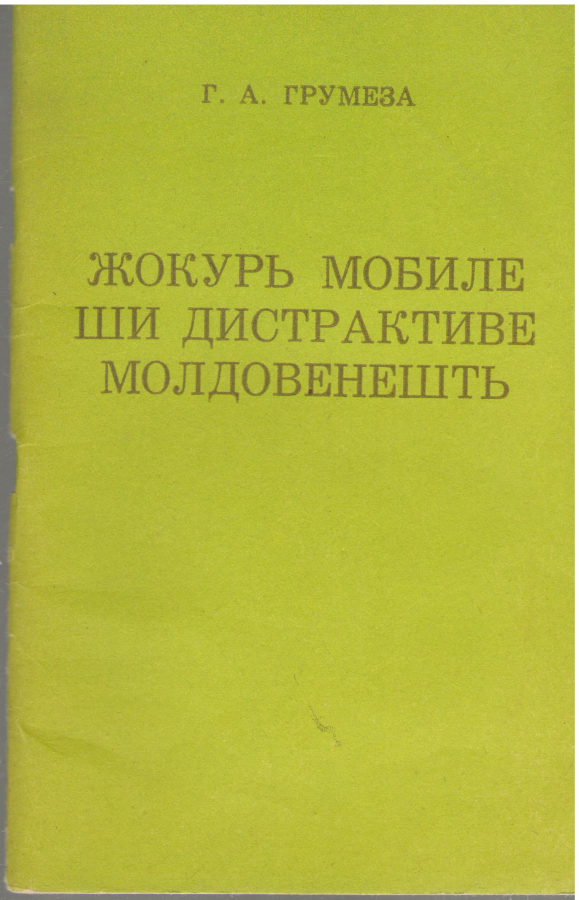 Г. А. ГРУМЕЗА
ЖОКУРЬ МОБИЛЕ
ШИ ДИСТРАКТИВЕ
МОЛДОВЕНЕШТЬ